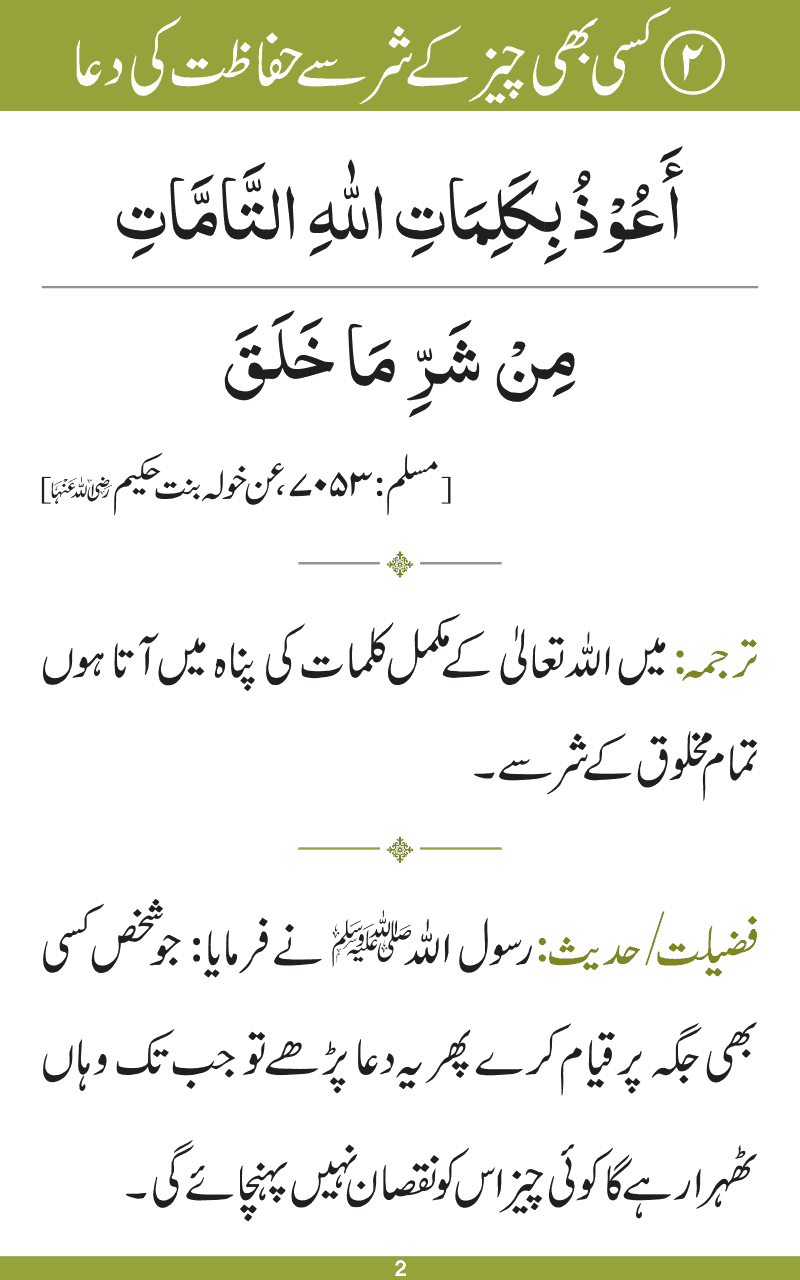 ۲ کسی بھی چیز کے شر سے حفاظت کی دعا
أَعُوْذُ بِكَلِمَاتِ اللهِ التَّامَّاتِ
مِنْ شَرِّ مَا خَلَقَ
[مسلم: ۷۰۵۳، عن خولہ بنت حکیم رضی اللہ عنہا]
ترجمہ: میں اللہ تعالیٰ کے مکمل کلمات کی پناہ میں آتا ہوں
تمام مخلوق کے شر سے۔
فضیلت/حدیث: رسول اللہ ﷺ نے فرمایا: جو شخص کسی
بھی جگہ پر قیام کرے پھر یہ دعا پڑھے تو جب تک وہاں
ٹھہرا رہے گا کوئی چیز اس کو نقصان نہیں پہنچائے گی۔
2